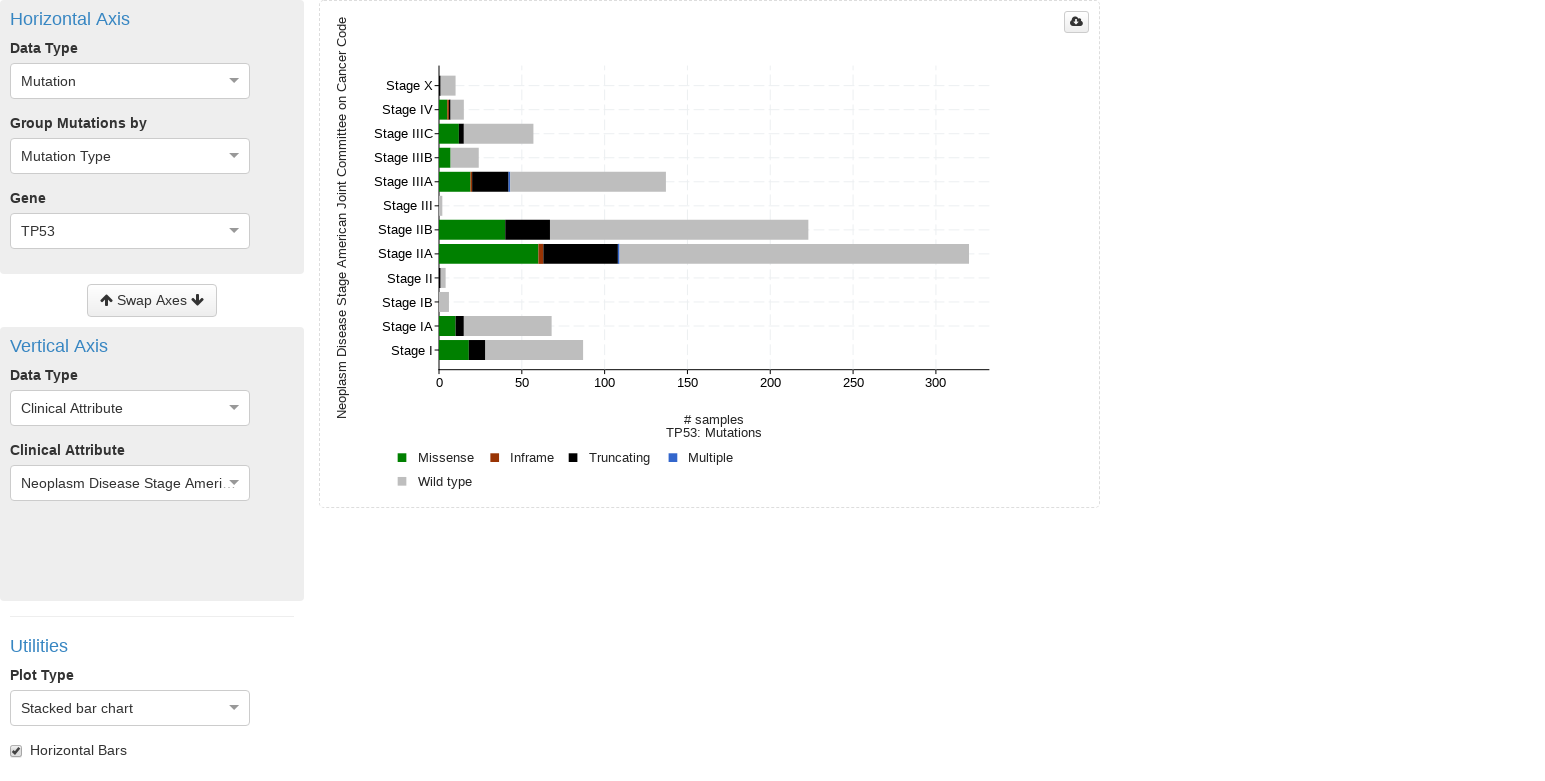 Horizontal Axis
Data Type
Mutation
Group Mutations by
Mutation Type
Gene
TP53
Swap Axes
Vertical Axis
Data Type
Clinical Attribute
Clinical Attribute
Neoplasm Disease Stage Ameri...
Utilities
Plot Type
Stacked bar chart
Horizontal Bars
Neoplasm Disease Stage American Joint Committee on Cancer Code
Stage X
Stage IV
Stage IIIC
Stage IIIB
Stage IIIA
Stage III
Stage IIB
Stage IIA
Stage II
Stage IB
Stage IA
Stage I
0 50 100 150 200 250 300
# samples
TP53: Mutations
Missense Inframe Truncating Multiple
Wild type